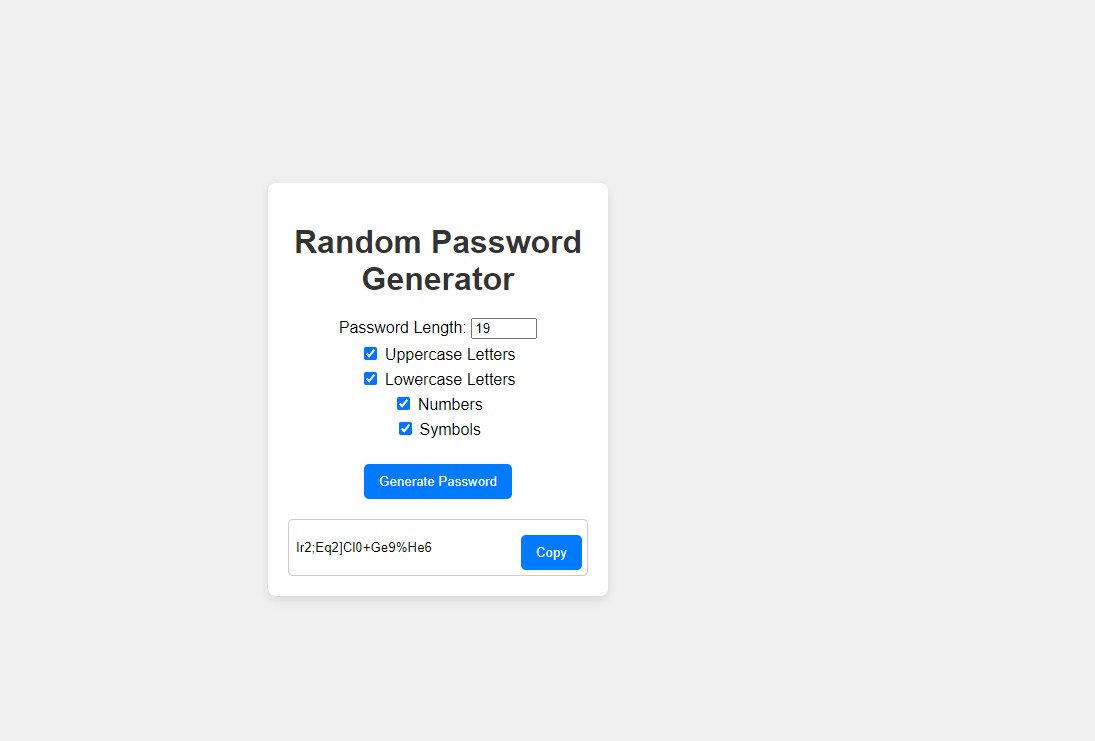 Random Password
Generator
Password Length: 19
Uppercase Letters
Lowercase Letters
Numbers
Symbols
Generate Password
Ir2;Eq2]Cl0+Ge9%He6
Copy